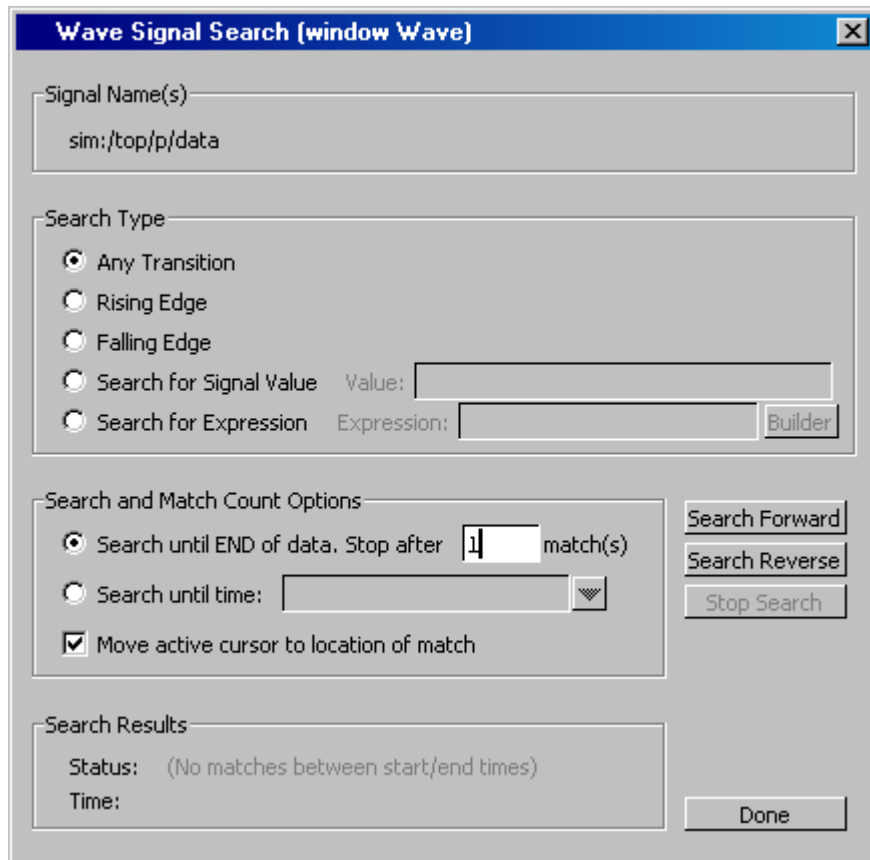 Wave Signal Search (window Wave)
Signal Name(s)
sim:/top/p/data
Search Type
Any Transition
Rising Edge
Falling Edge
Search for Signal Value Value:
Search for Expression Expression: Builder
Search and Match Count Options
Search until END of data. Stop after 1 match(s)
Search until time:
Move active cursor to location of match
Search Forward
Search Reverse
Stop Search
Search Results
Status: (No matches between start/end times)
Time:
Done